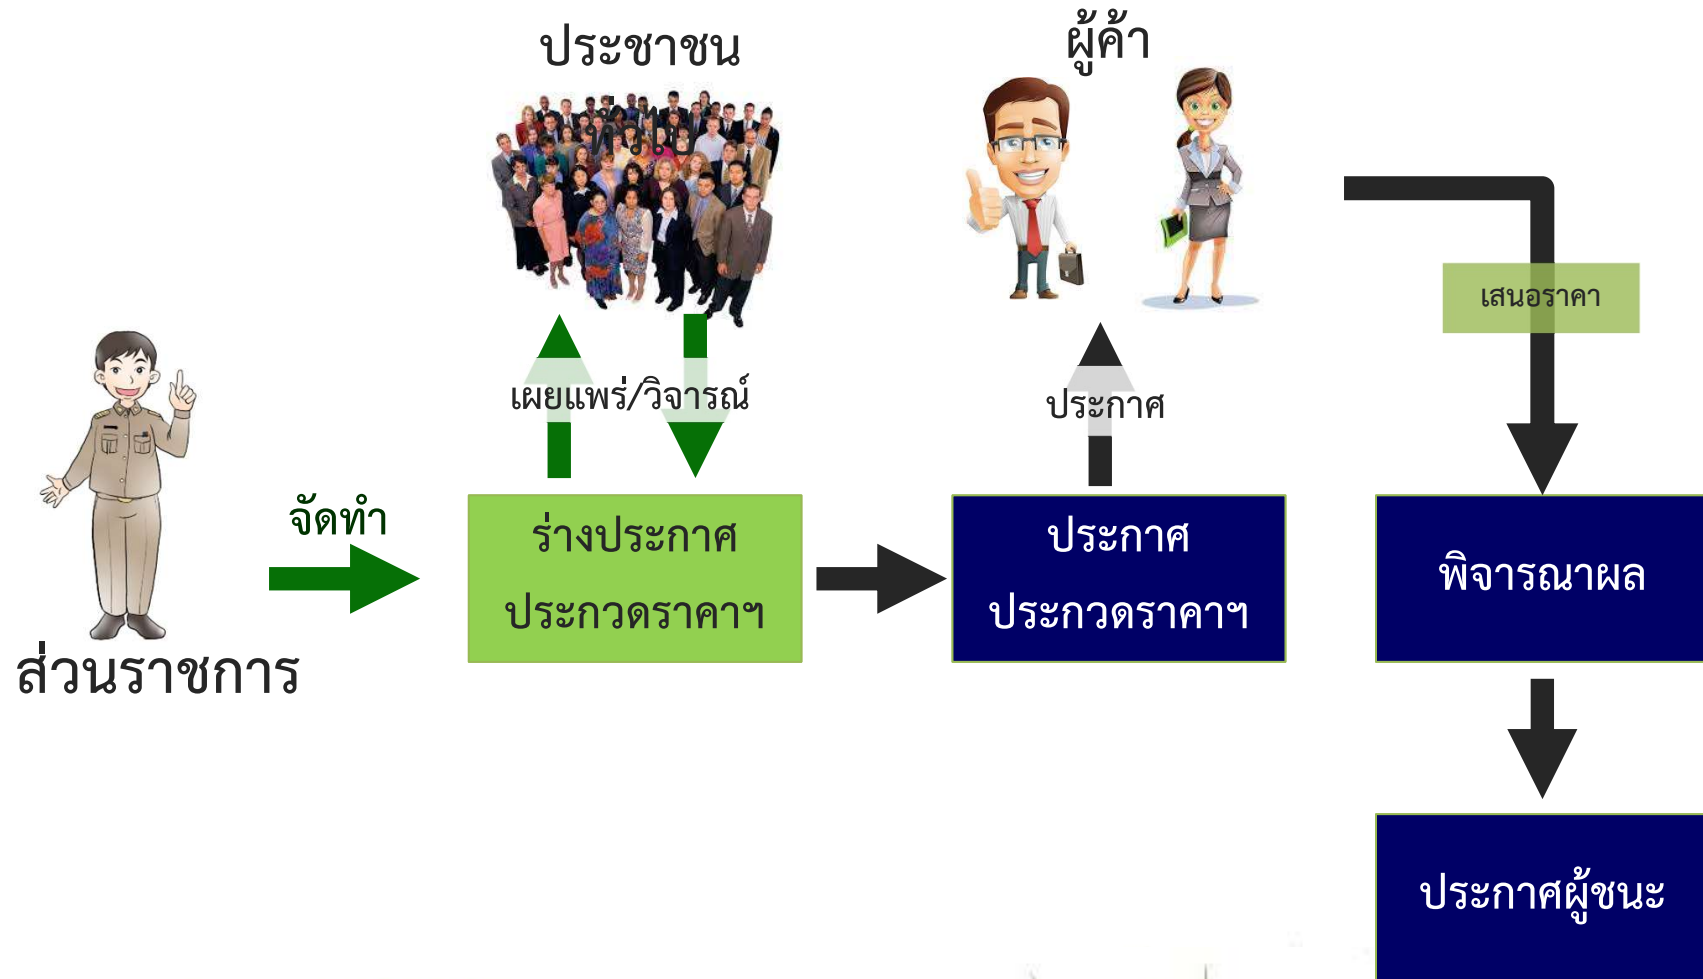 ประชาชน
ทั่วไป
ผู้ค้า
เสนอราคา
เผยแพร่/วิจารณ์
ประกาศ
จัดทำ
ร่างประกาศ
ประกวดราคาฯ
ประกาศ
ประกวดราคาฯ
พิจารณาผล
ส่วนราชการ
ประกาศผู้ชนะ